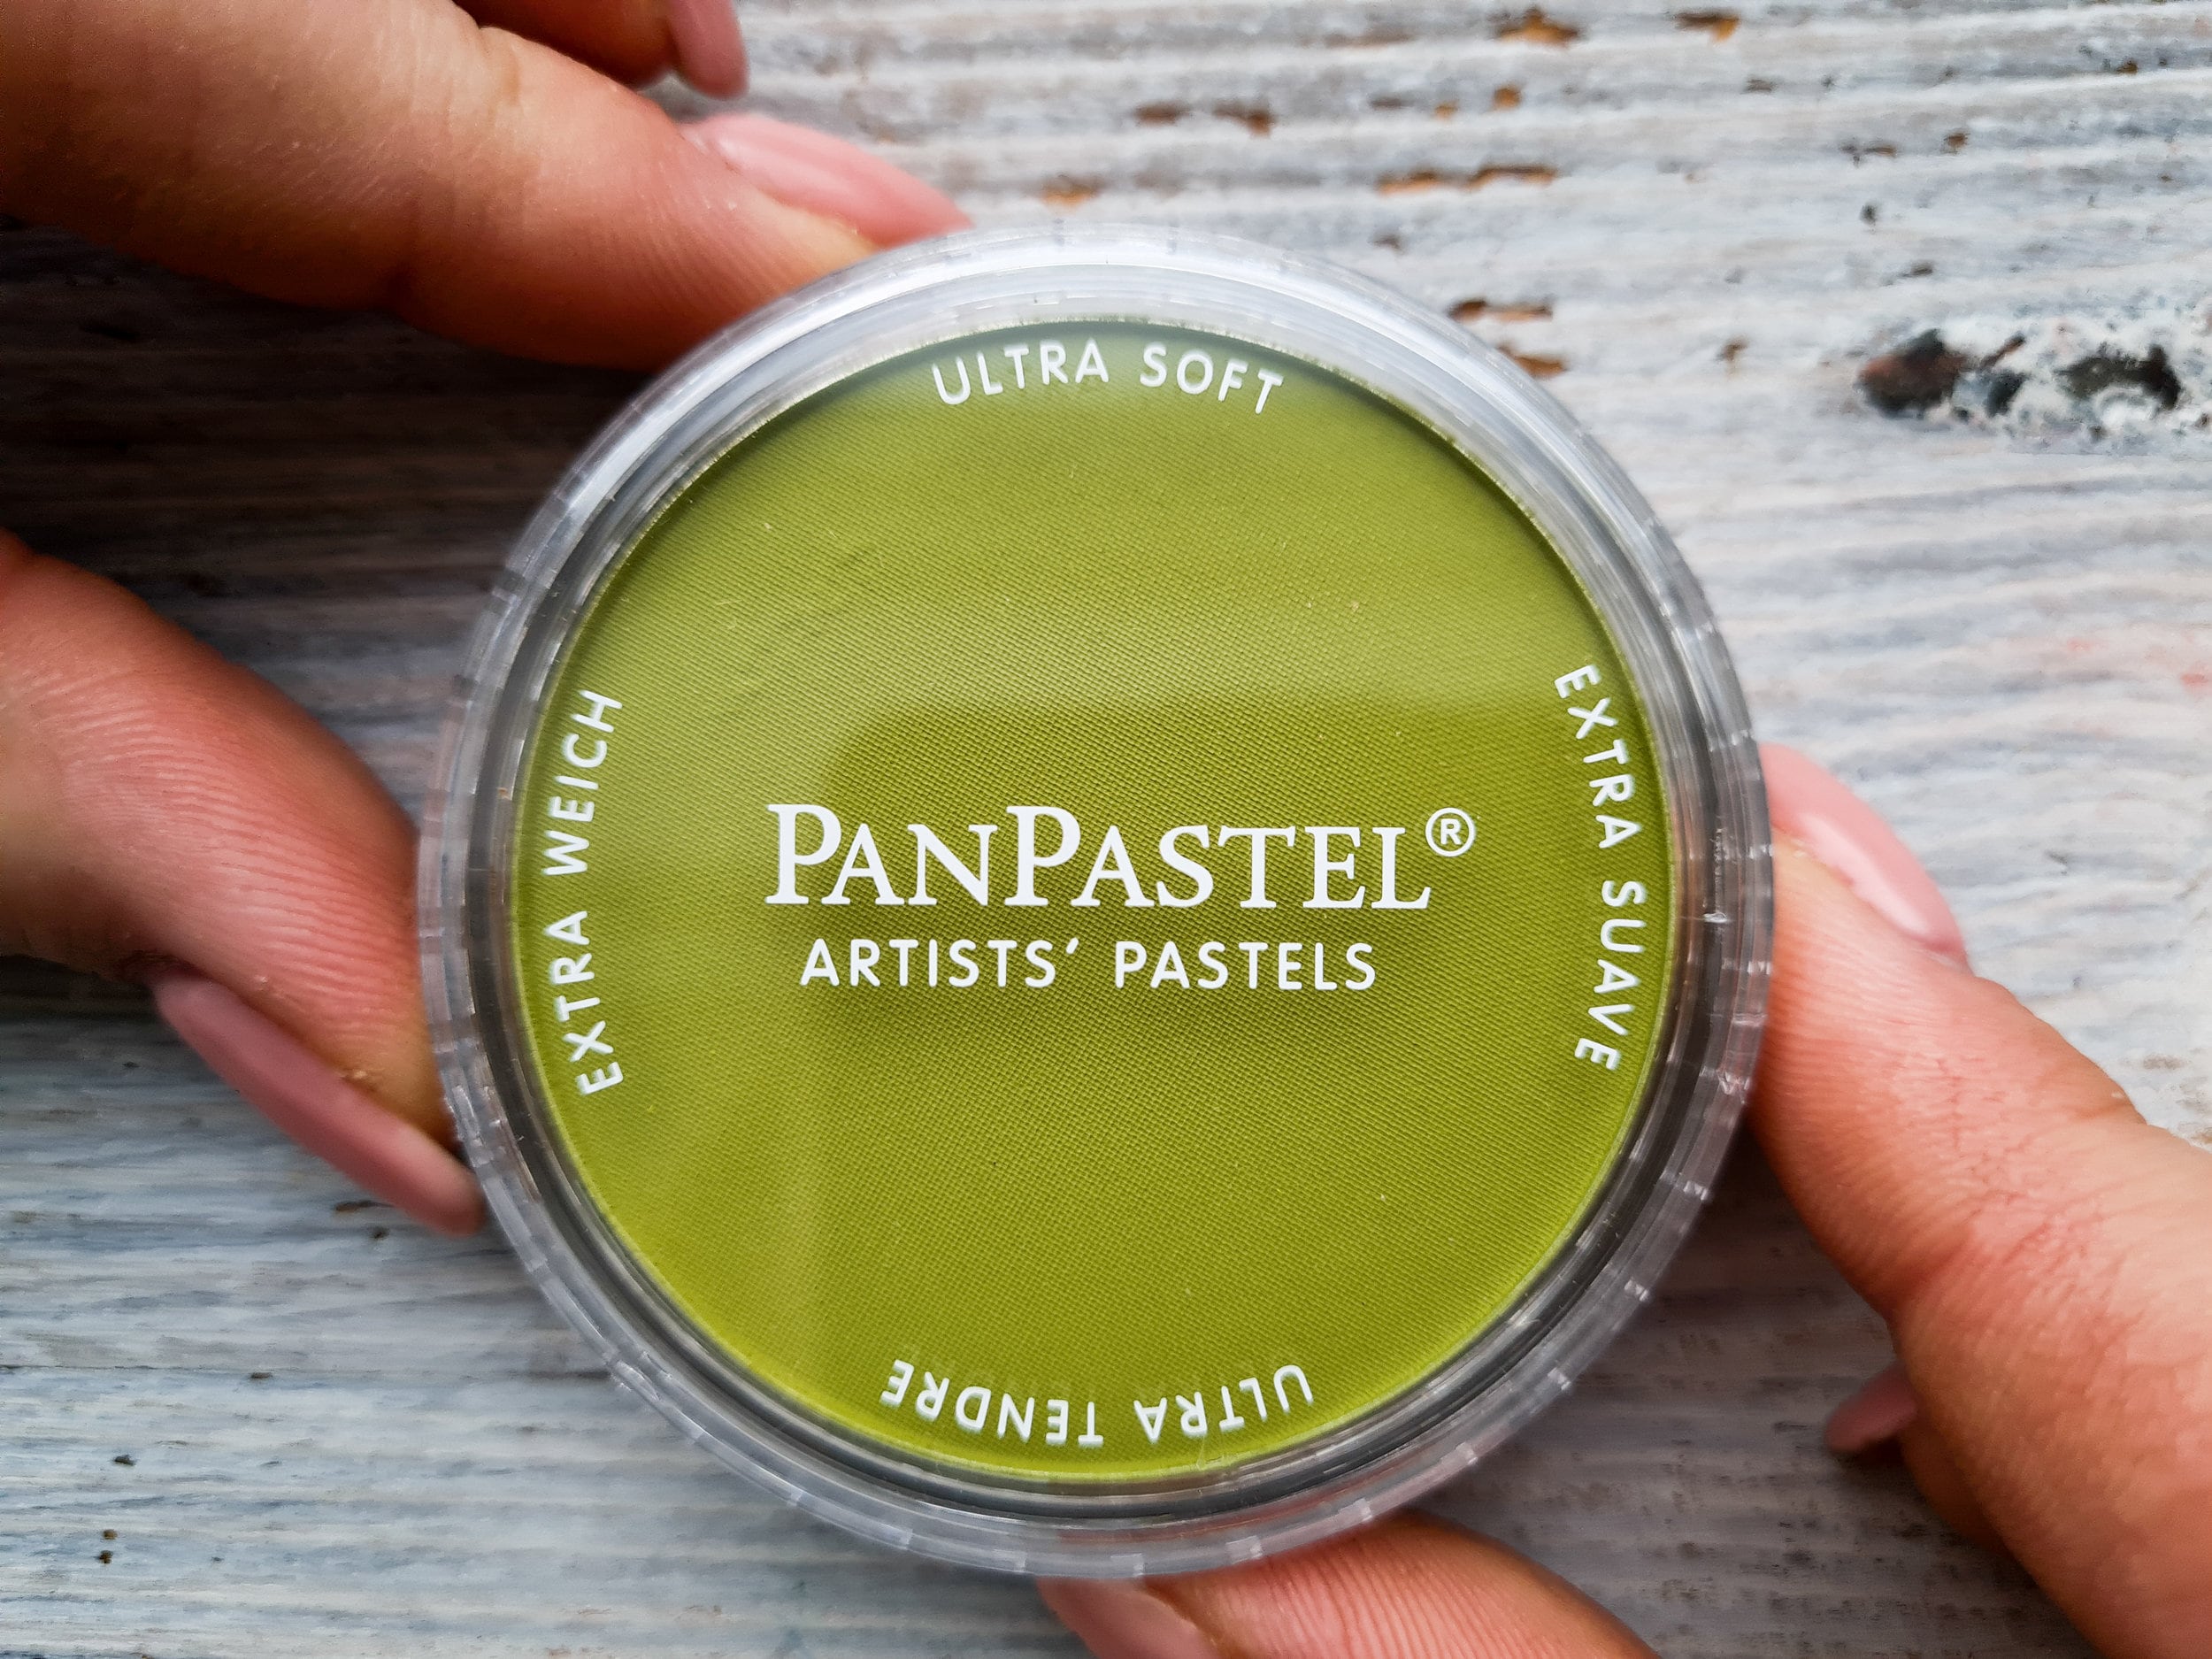 ULTRA SOFT
EXTRA WEICH
EXTRA SUAVE
PANPASTEL®
ARTISTS' PASTELS
ULTRA TENDRE